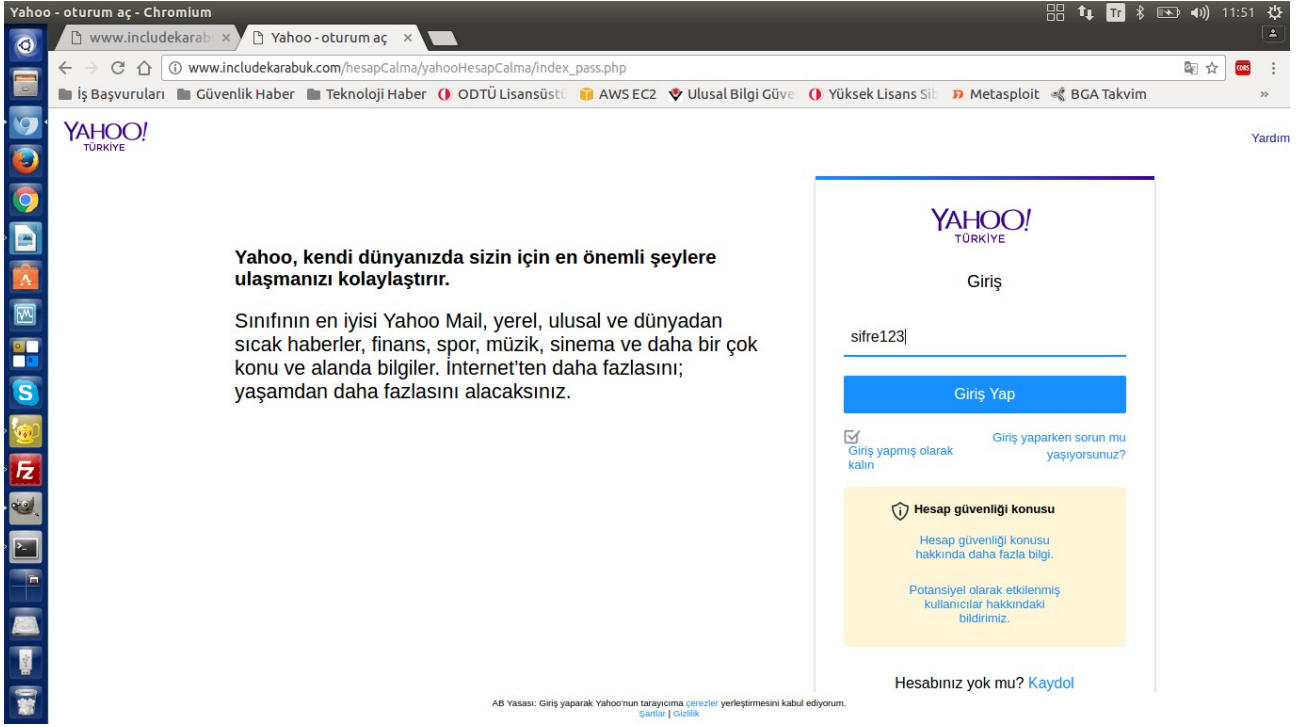 Yahoo - oturum aç - Chromium
Tr
11:51
www.includekarab
Yahoo - oturum aç
www.includekarabuk.com/hesapCalma/yahooHesapCalma/index_pass.php
İş Başvuruları
Güvenlik Haber
Teknoloji Haber
ODTÜ Lisansüstü
AWS EC2
Ulusal Bilgi Güve
Yüksek Lisans Sit
Metasploit
BGA Takvim
»
YAHOO!
TÜRKİYE
Yardım
Yahoo, kendi dünyanızda sizin için en önemli şeylere
ulaşmanızı kolaylaştırır.
Sınıfının en iyisi Yahoo Mail, yerel, ulusal ve dünyadan
sıcak haberler, finans, spor, müzik, sinema ve daha bir çok
konu ve alanda bilgiler. İnternet'ten daha fazlasını;
yaşamdan daha fazlasını alacaksınız.
YAHOO!
TÜRKİYE
Giriş
sifre123
Giriş Yap
Giriş yapmış olarak
kalın
Giriş yaparken sorun mu
yaşıyorsunuz?
Hesap güvenliği konusu
Hesap güvenliği konusu
hakkında daha fazla bilgi.
Potansiyel olarak etkilenmiş
kullanıcılar hakkındaki
bildirimiz.
Hesabınız yok mu? Kaydol
AB Yasası: Giriş yaparak Yahoo'nun tarayıcıma çerezler yerleştirmesini kabul ediyorum.
Şartlar | Gizlilik